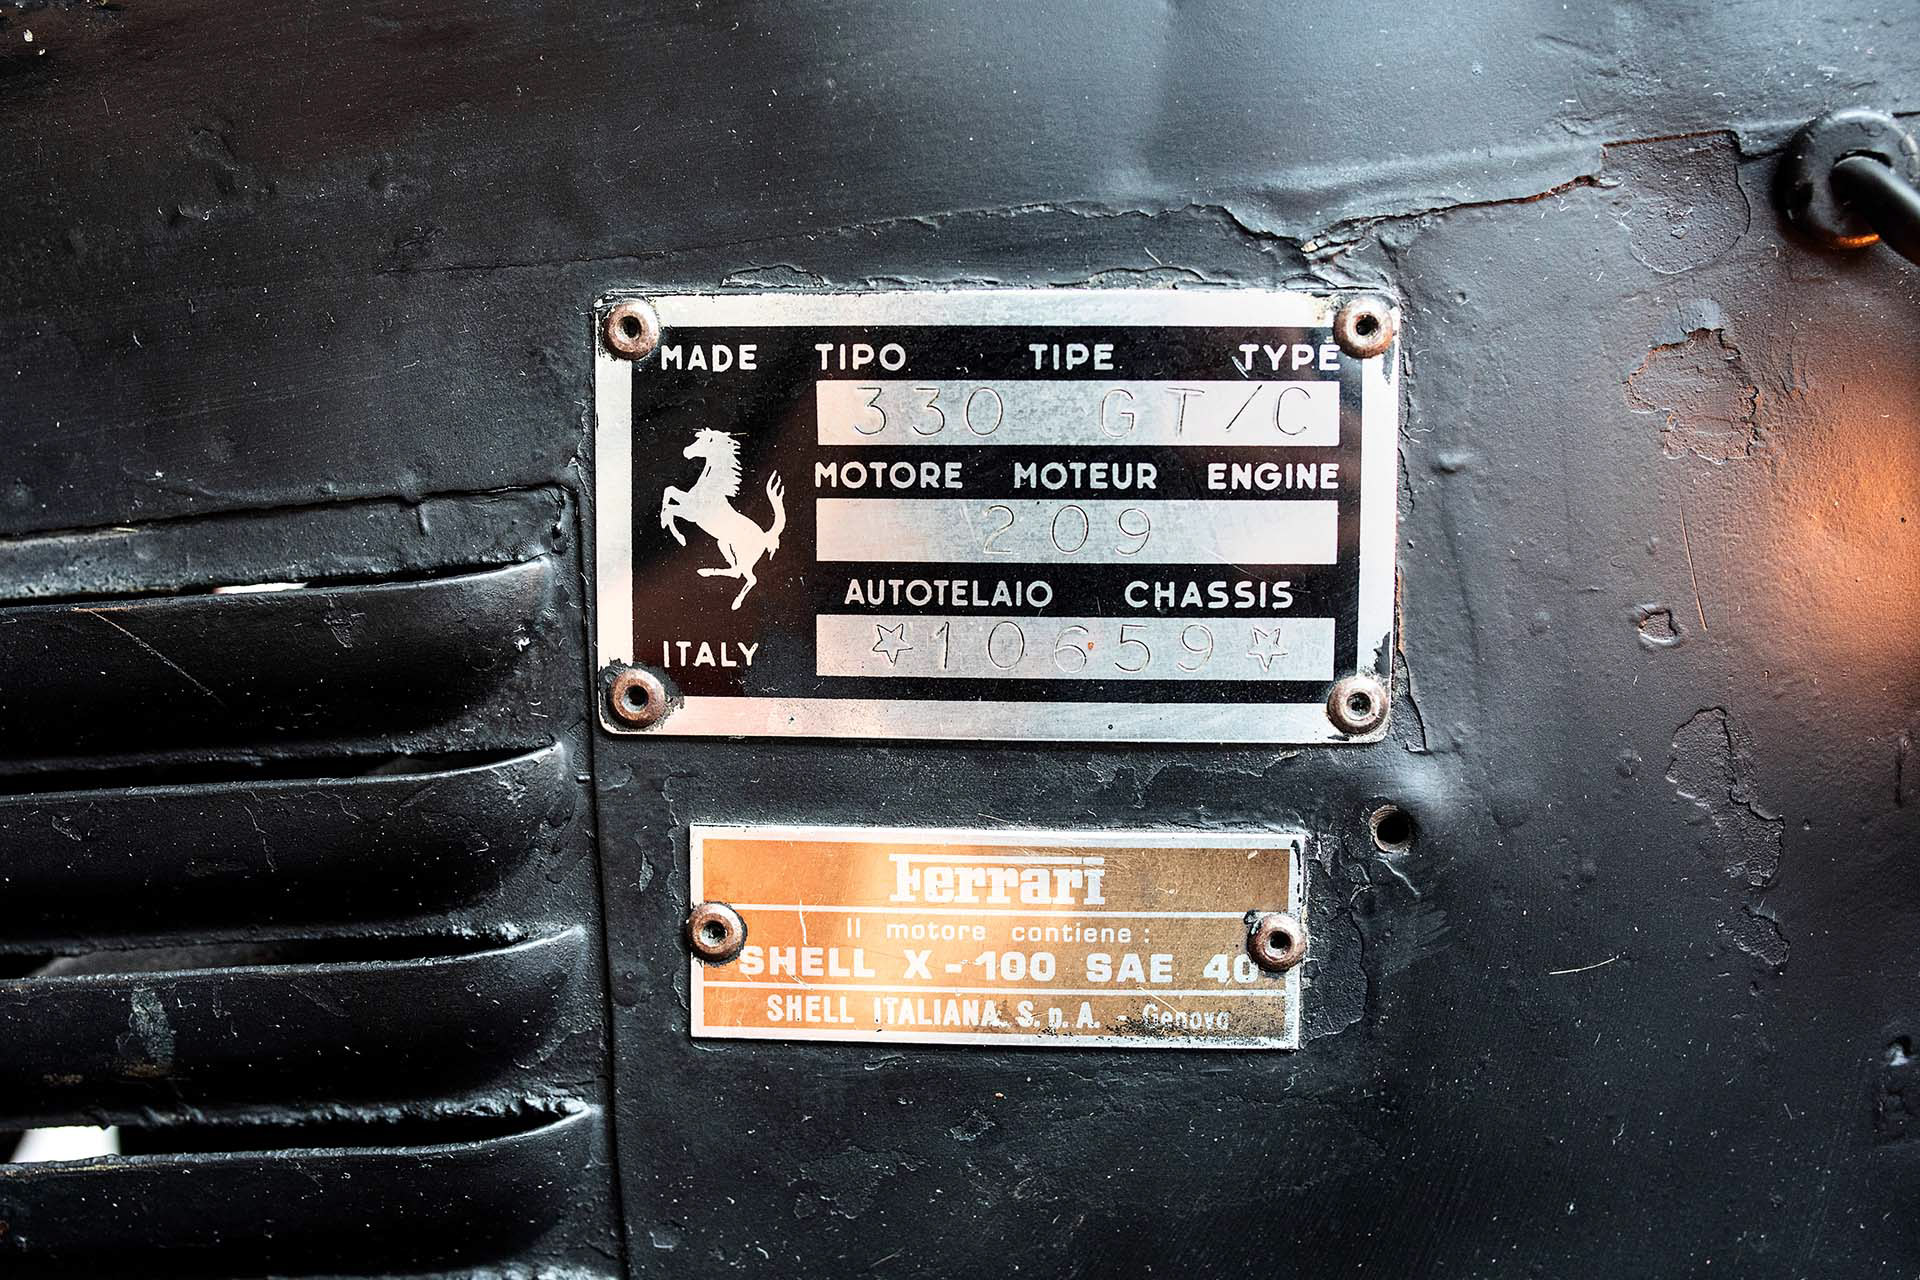 MADE TIPO TIPE TYPE
330 GT/C
MOTORE MOTEUR ENGINE
209
AUTOTELAIO CHASSIS
ITALY ☆10659☆
Ferrari
Il motore contiene:
SHELL X-100 SAE 40
SHELL ITALIANA S.p.A. - Genova